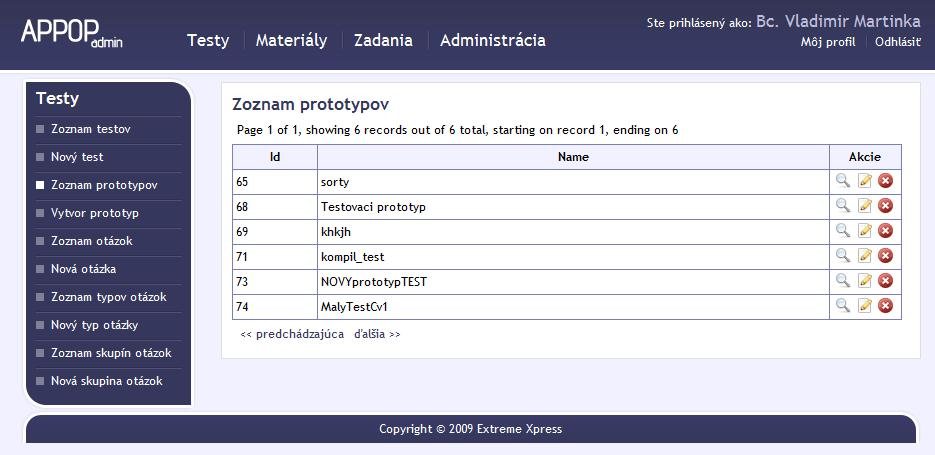 APPOP admin
Ste prihlásený ako: Bc. Vladimir Martinka
Testy Materiály Zadania Administrácia
Môj profil Odhlásiť
Testy
Zoznam testov
Nový test
Zoznam prototypov
Vytvor prototyp
Zoznam otázok
Nová otázka
Zoznam typov otázok
Nový typ otázky
Zoznam skupín otázok
Nová skupina otázok
Zoznam prototypov
Page 1 of 1, showing 6 records out of 6 total, starting on record 1, ending on 6
Id Name Akcie
65 sorty
68 Testovaci prototyp
69 khkjh
71 kompil_test
73 NOVYprototypTEST
74 MalyTestCv1
<< predchádzajúca ďalšia >>
Copyright © 2009 Extreme Xpress